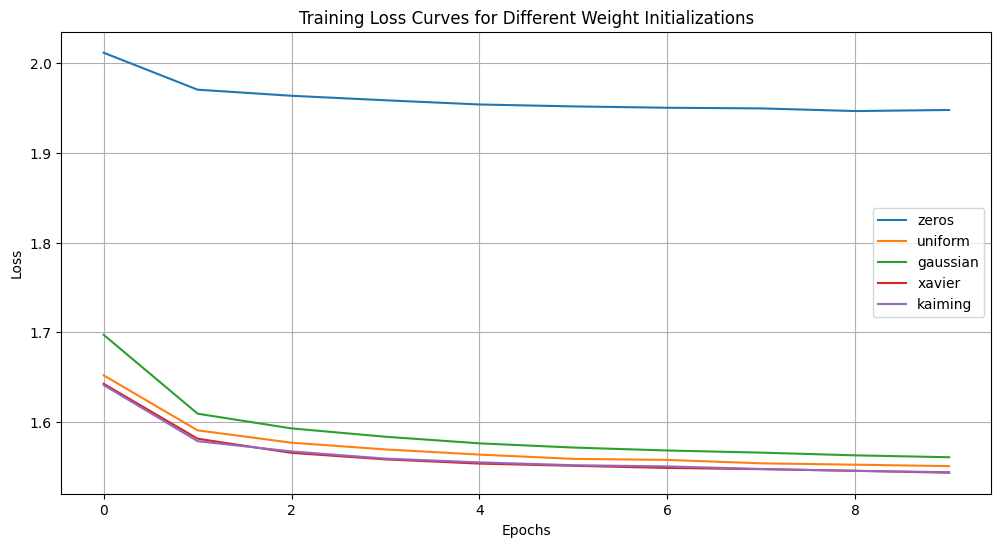 Training Loss Curves for Different Weight Initializations
2.0
1.9
1.8
1.7
1.6
Loss
zeros
uniform
gaussian
xavier
kaiming
0
2
4
6
8
Epochs